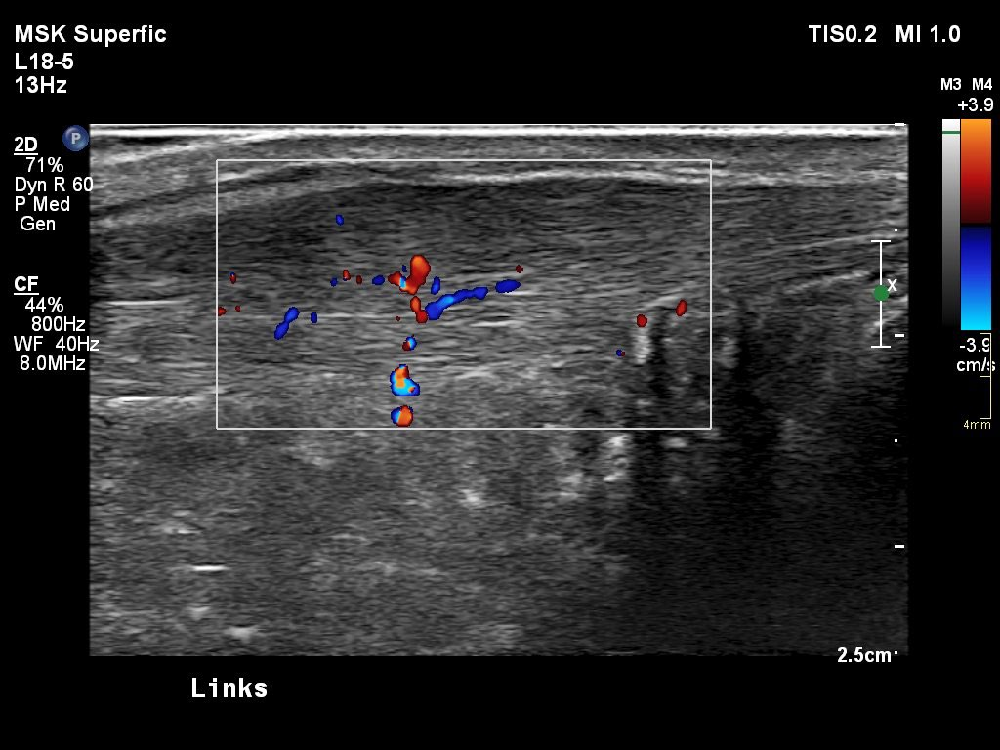 MSK Superfic
TIS0.2 MI 1.0
L18-5
13Hz
M3 M4
+3.9
P
2D
71%
Dyn R 60
P Med
Gen
CF
44%
800Hz
WF 40Hz
8.0MHz
X
-3.9
cm/s
4mm
2.5cm
Links